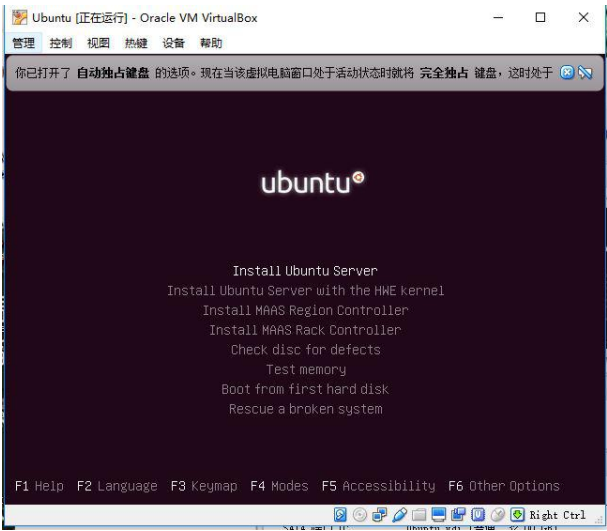 Ubuntu [正在运行] - Oracle VM VirtualBox
管理 控制 视图 热键 设备 帮助
你已打开了 自动独占键盘 的选项。现在当该虚拟电脑窗口处于活动状态时就将 完全独占 键盘，这时处于
ubuntu
Install Ubuntu Server
Install Ubuntu Server with the HWE kernel
Install MAAS Region Controller
Install MAAS Rack Controller
Check disc for defects
Test memory
Boot from first hard disk
Rescue a broken system
F1 Help F2 Language F3 Keymap F4 Modes F5 Accessibility F6 Other Options
Right Ctrl